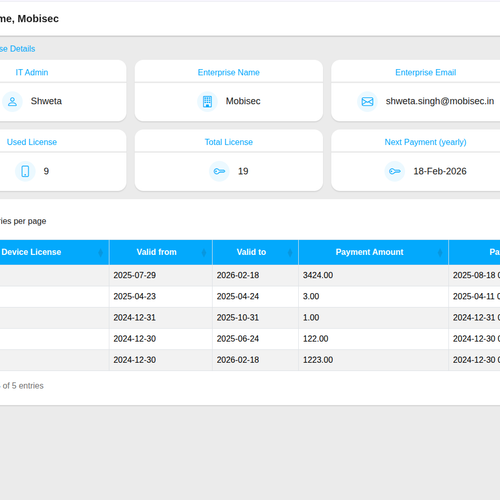 me, Mobisec
se Details
IT Admin Enterprise Name Enterprise Email
Shweta Mobisec shweta.singh@mobisec.in
Used License Total License Next Payment (yearly)
9 19 18-Feb-2026
ries per page
Device License Valid from Valid to Payment Amount Pa
2025-07-29 2026-02-18 3424.00 2025-08-18 0
2025-04-23 2025-04-24 3.00 2025-04-11 0
2024-12-31 2025-10-31 1.00 2024-12-31 0
2024-12-30 2025-06-24 122.00 2024-12-30 0
2024-12-30 2026-02-18 1223.00 2024-12-30 0
of 5 entries